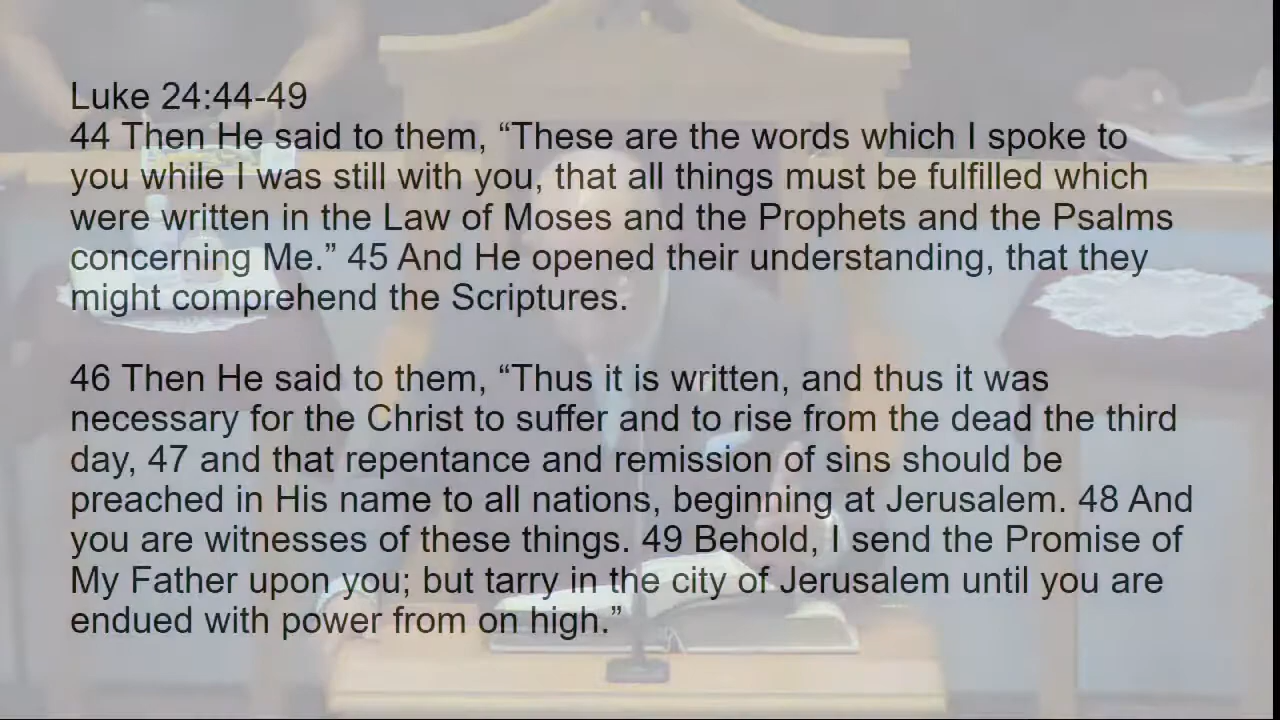 Luke 24:44-49
44 Then He said to them, “These are the words which I spoke to
you while I was still with you, that all things must be fulfilled which
were written in the Law of Moses and the Prophets and the Psalms
concerning Me.” 45 And He opened their understanding, that they
might comprehend the Scriptures.
46 Then He said to them, “Thus it is written, and thus it was
necessary for the Christ to suffer and to rise from the dead the third
day, 47 and that repentance and remission of sins should be
preached in His name to all nations, beginning at Jerusalem. 48 And
you are witnesses of these things. 49 Behold, I send the Promise of
My Father upon you; but tarry in the city of Jerusalem until you are
endued with power from on high.”